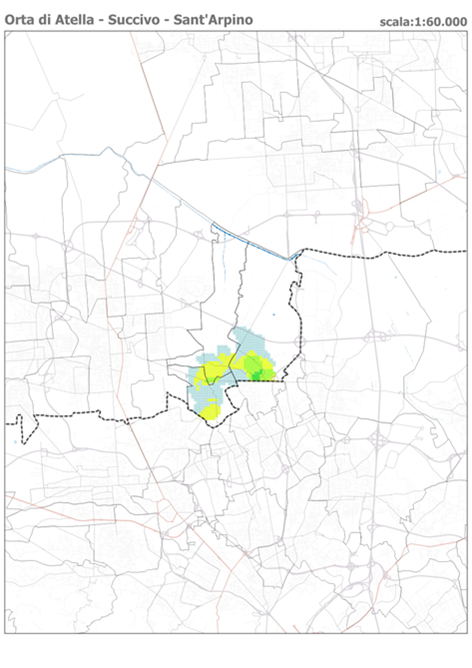 Orta di Atella - Succivo - Sant'Arpino
scala:1:60.000